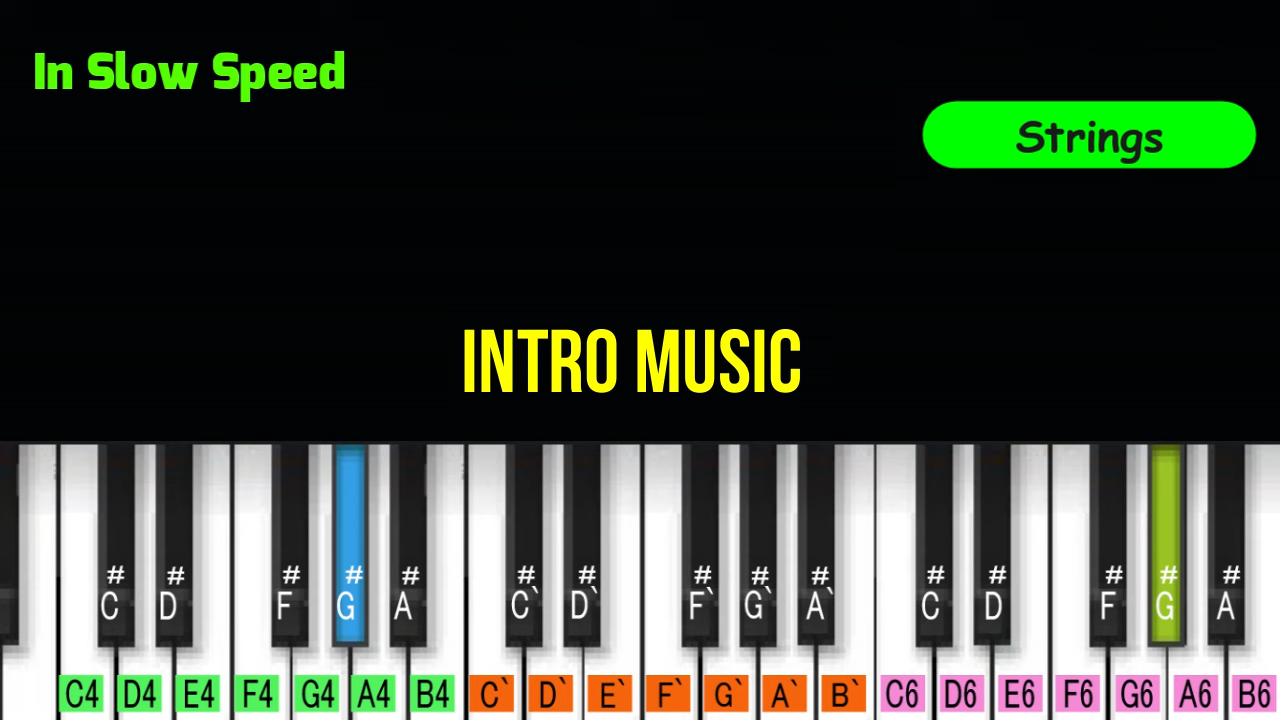 In Slow Speed
Strings
INTRO MUSIC
# # # # # # # # # # # # # # #
C D F G A C` D` F` G` A` C D F G A
C4 D4 E4 F4 G4 A4 B4 C` D` E` F` G` A` B` C6 D6 E6 F6 G6 A6 B6